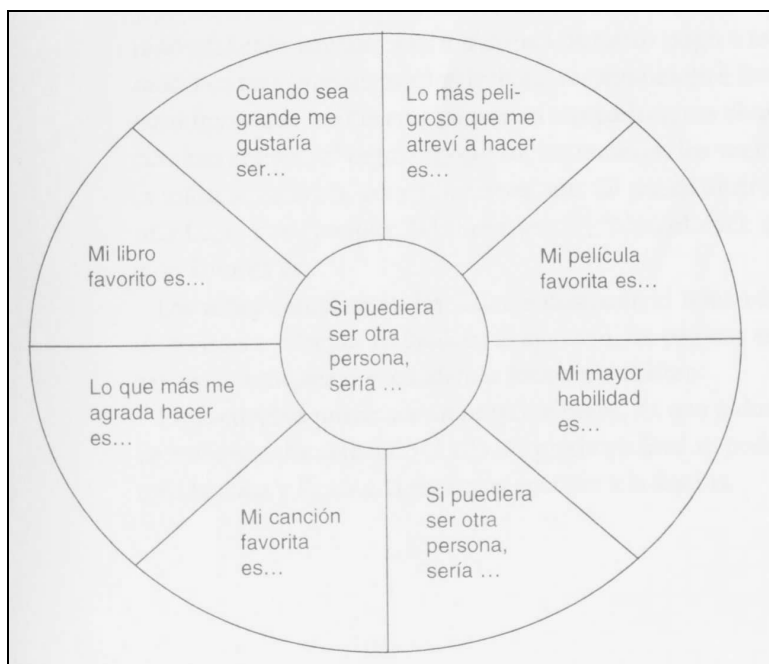 Cuando sea
grande me
gustaría
ser...
Lo más peli-
groso que me
atreví a hacer
es...
Mi libro
favorito es...
Mi película
favorita es...
Si puediera
ser otra
persona,
sería ...
Lo que más me
agrada hacer
es...
Mi mayor
habilidad
es...
Mi canción
favorita
es...
Si puediera
ser otra
persona,
sería ...